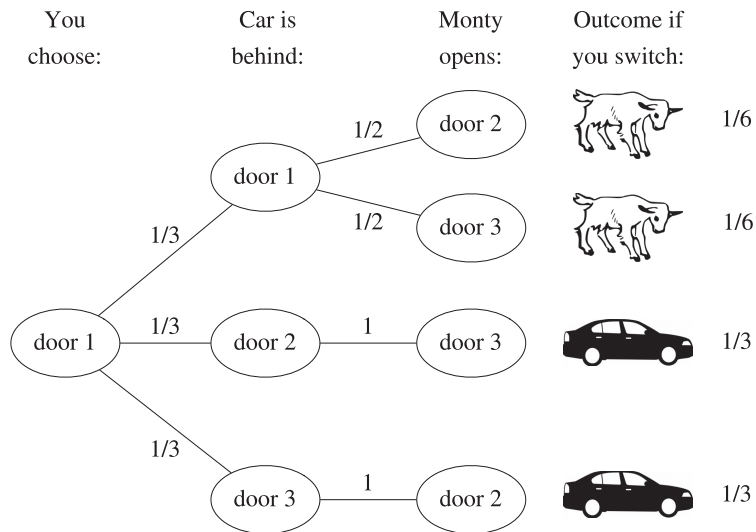 You choose:
Car is behind:
Monty opens:
Outcome if you switch:
1/2
door 2
1/6
door 1
1/2
door 3
1/6
1/3
door 1
1/3
door 2
1
door 3
1/3
1/3
door 3
1
door 2
1/3